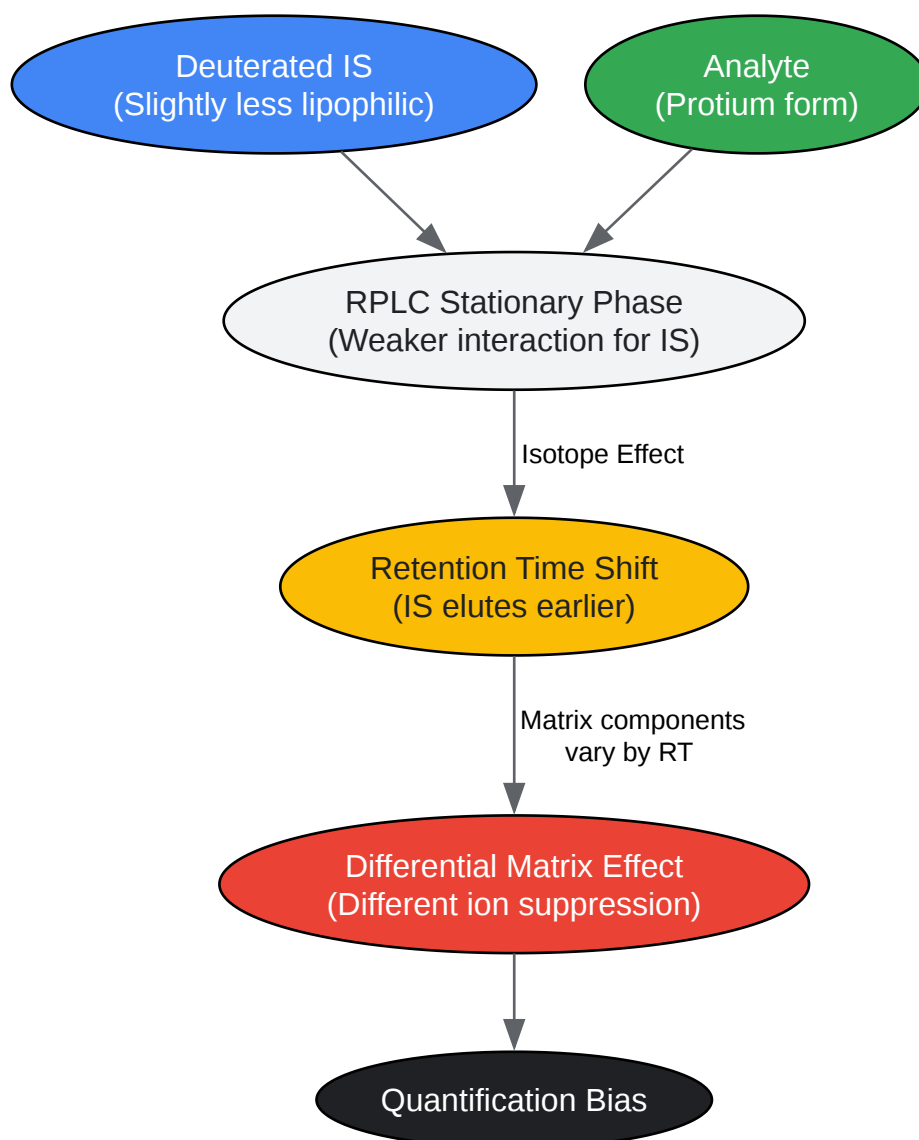 Deuterated IS
(Slightly less lipophilic)
Analyte
(Protium form)
RPLC Stationary Phase
(Weaker interaction for IS)
Isotope Effect
Retention Time Shift
(IS elutes earlier)
Matrix components
vary by RT
Differential Matrix Effect
(Different ion suppression)
Quantification Bias